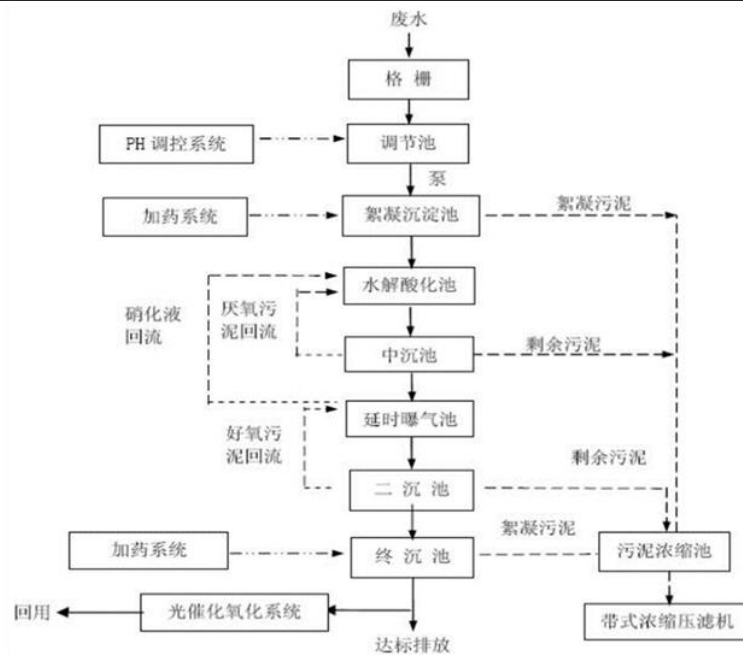 废水
格 栅
PH 调控系统
调节池
泵
加药系统
絮凝沉淀池
絮凝污泥
水解酸化池
硝化液
回流
厌氧污
泥回流
中沉池
剩余污泥
延时曝气池
好氧污
泥回流
剩余污泥
二 沉 池
絮凝污泥
加药系统
终 沉 池
污泥浓缩池
回用
光催化氧化系统
达标排放
带式浓缩压滤机